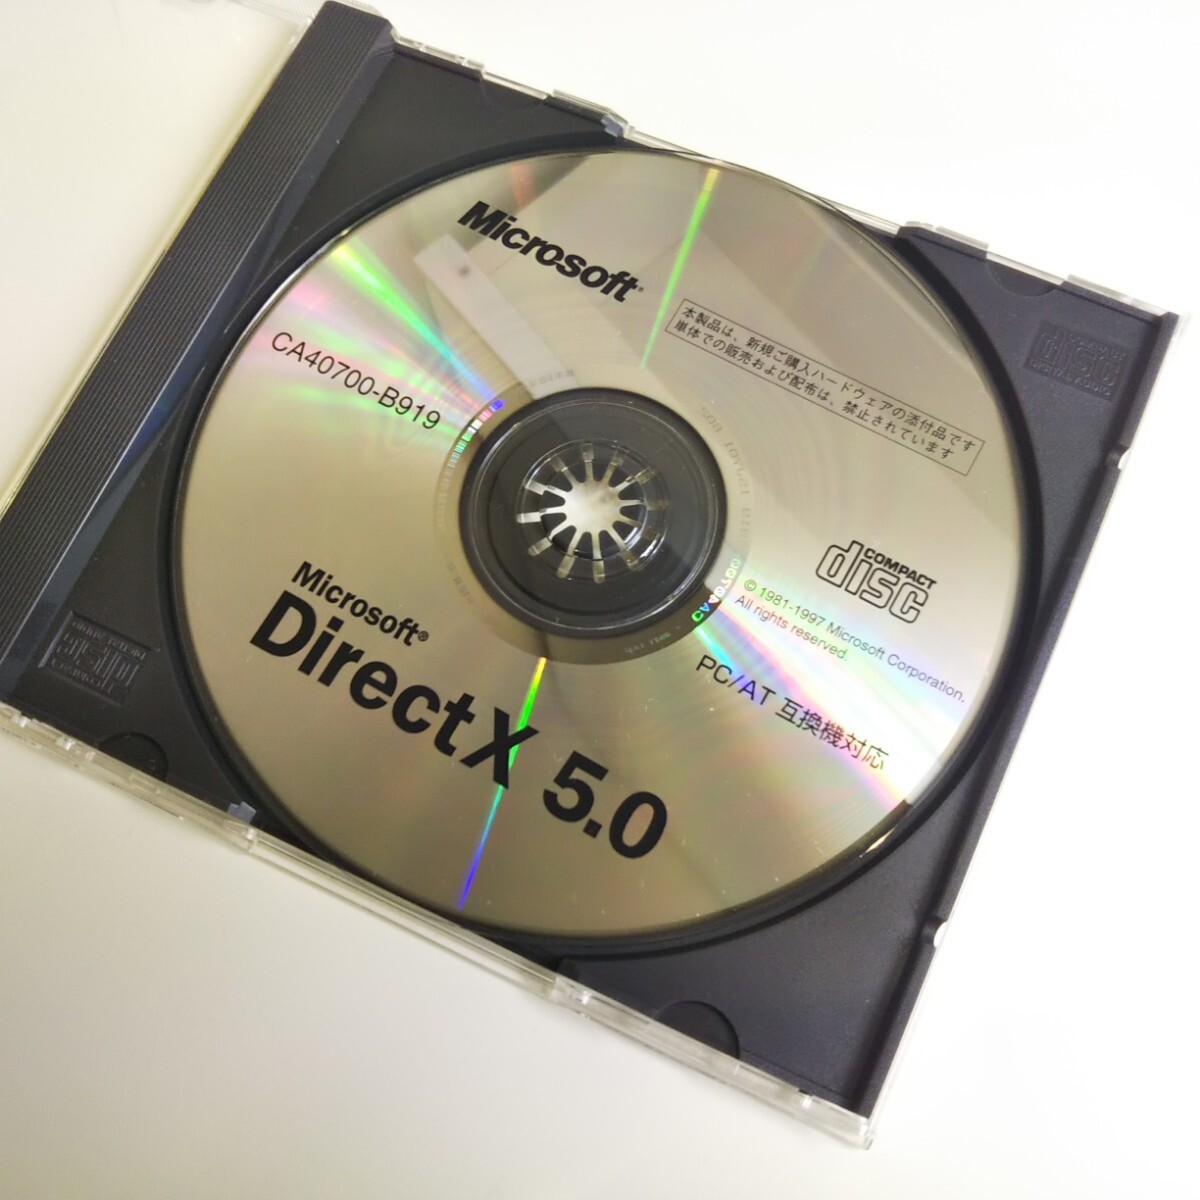 Microsoft®
本製品は、新規ご購入ハードウェアの添付品です
単体での販売および配布は、禁止されています
CA40700-B919
COMPACT
disc
© 1981-1997 Microsoft Corporation.
All rights reserved.
PC/AT 互換機対応
Microsoft®
DirectX 5.0